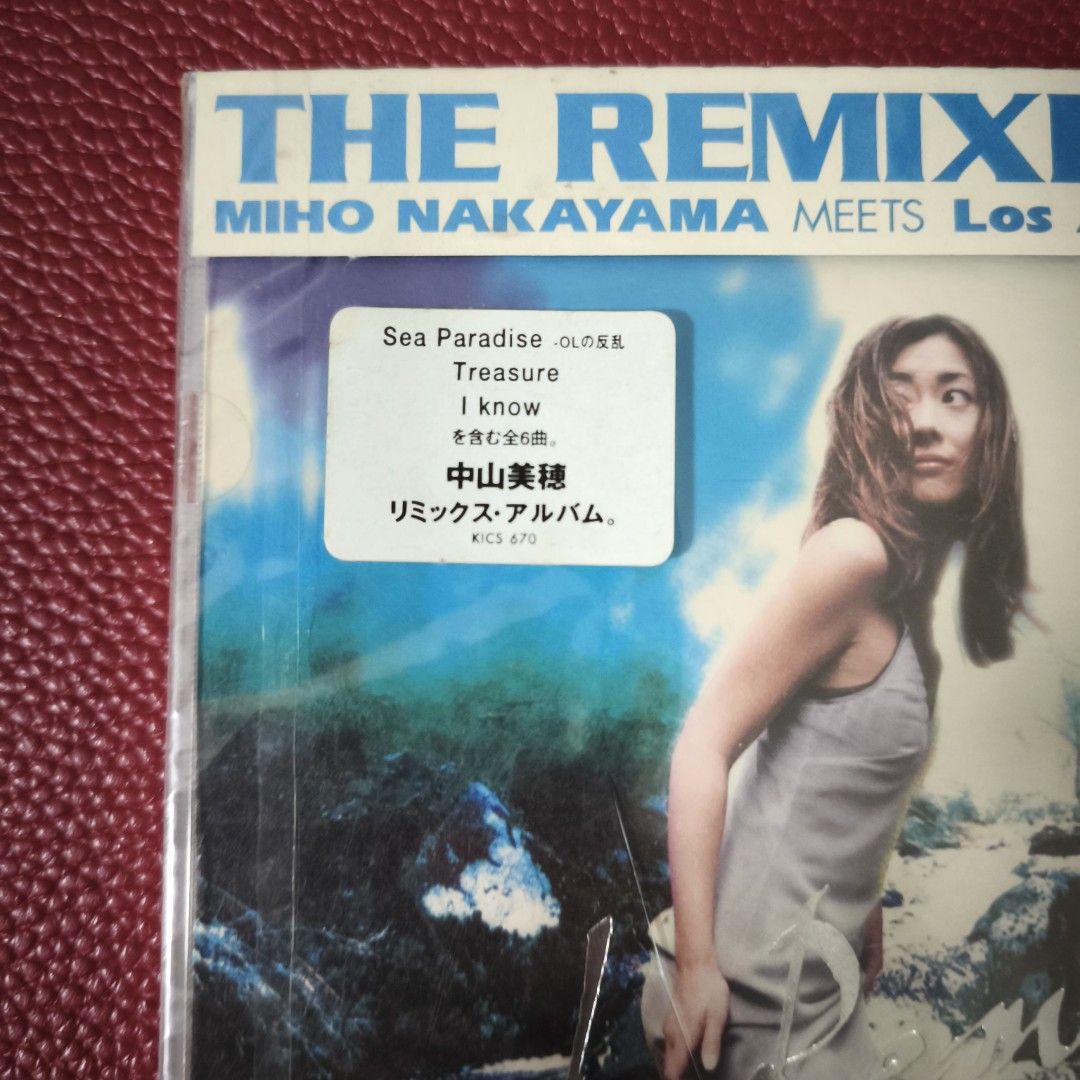 THE REMIX
MIHO NAKAYAMA MEETS Los
Sea Paradise -OLの反乱
Treasure
I know
を含む全6曲。
中山美穂
リミックス・アルバム。
KICS 670